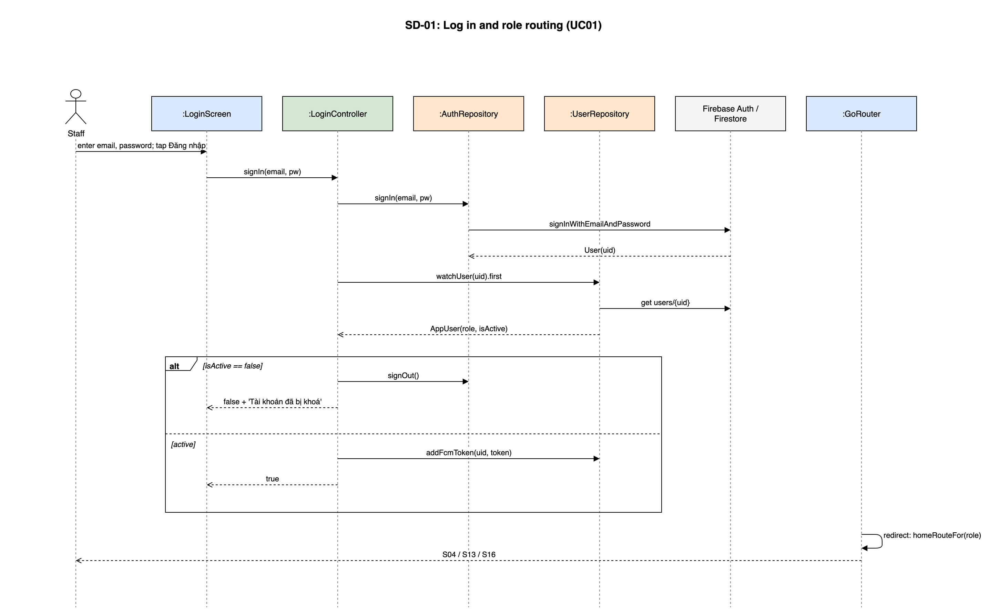 SD-01: Log in and role routing (UC01)
Staff
:LoginScreen
:LoginController
:AuthRepository
:UserRepository
Firebase Auth /
Firestore
:GoRouter
enter email, password; tap Đăng nhập
signIn(email, pw)
signIn(email, pw)
signInWithEmailAndPassword
User(uid)
watchUser(uid).first
get users/{uid}
AppUser(role, isActive)
alt
[isActive == false]
signOut()
false + 'Tài khoản đã bị khoá'
[active]
addFcmToken(uid, token)
true
redirect: homeRouteFor(role)
S04 / S13 / S16